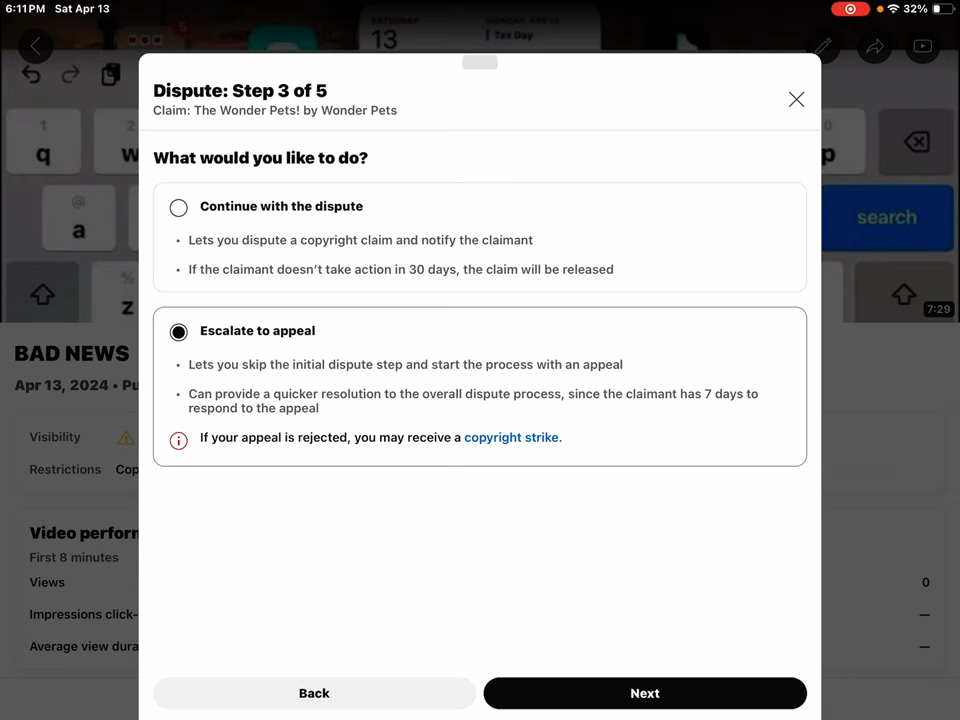 6:11 PM Sat Apr 13
32%
SATURDAY
13
Tax Day
Dispute: Step 3 of 5
Claim: The Wonder Pets! by Wonder Pets
What would you like to do?
Continue with the dispute
• Lets you dispute a copyright claim and notify the claimant
• If the claimant doesn't take action in 30 days, the claim will be released
Escalate to appeal
• Lets you skip the initial dispute step and start the process with an appeal
• Can provide a quicker resolution to the overall dispute process, since the claimant has 7 days to
respond to the appeal
If your appeal is rejected, you may receive a copyright strike.
Back
Next
1
q
2
w
p
@
a
search
%
z
7:29
BAD NEWS
Apr 13, 2024 • Pu
Visibility
Restrictions Cop
Video perform
First 8 minutes
Views 0
Impressions click- —
Average view dura —